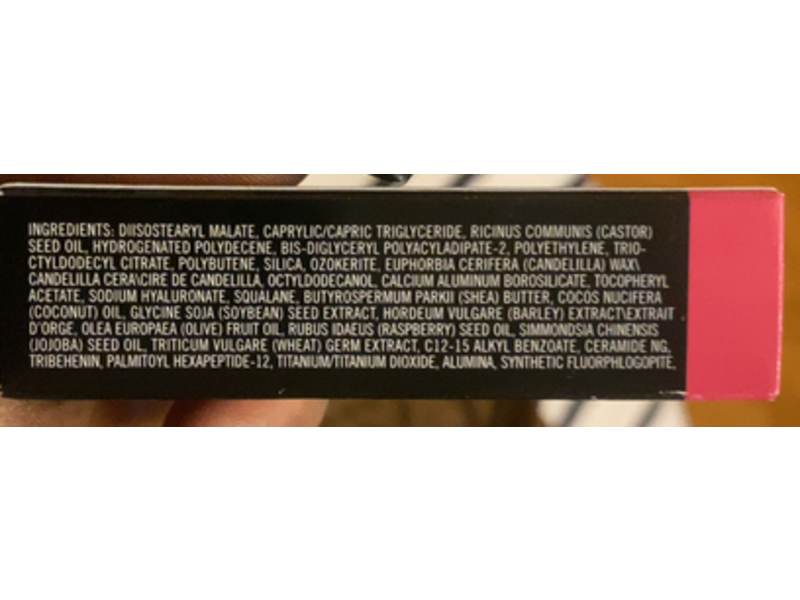 INGREDIENTS: DIISOSTEARYL MALATE, CAPRYLIC/CAPRIC TRIGLYCERIDE, RICINUS COMMUNIS (CASTOR)
SEED OIL, HYDROGENATED POLYDECENE, BIS-DIGLYCERYL POLYACYLADIPATE-2, POLYETHYLENE, TRIO-
CTYLDODECYL CITRATE, POLYBUTENE, SILICA, OZOKERITE, EUPHORBIA CERIFERA (CANDELILLA) WAX\
CANDELILLA CERA\CIRE DE CANDELILLA, OCTYLDODECANOL, CALCIUM ALUMINUM BOROSILICATE, TOCOPHERYL
ACETATE, SODIUM HYALURONATE, SQUALANE, BUTYROSPERMUM PARKII (SHEA) BUTTER, COCOS NUCIFERA
(COCONUT) OIL, GLYCINE SOJA (SOYBEAN) SEED EXTRACT, HORDEUM VULGARE (BARLEY) EXTRACT\EXTRAIT
D'ORGE, OLEA EUROPAEA (OLIVE) FRUIT OIL, RUBUS IDAEUS (RASPBERRY) SEED OIL, SIMMONDSIA CHINENSIS
(JOJOBA) SEED OIL, TRITICUM VULGARE (WHEAT) GERM EXTRACT, C12-15 ALKYL BENZOATE, CERAMIDE NG,
TRIBEHENIN, PALMITOYL HEXAPEPTIDE-12, TITANIUM/TITANIUM DIOXIDE, ALUMINA, SYNTHETIC FLUORPHLOGOPITE,